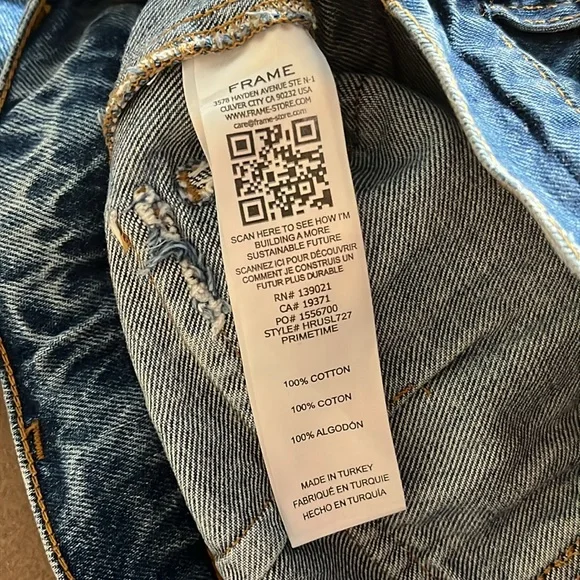 FRAME
3578 HAYDEN AVENUE STE N-1
CULVER CITY CA 90232 USA
WWW.FRAME-STORE.COM
care@frame-store.com
SCAN HERE TO SEE HOW I'M
BUILDING A MORE
SUSTAINABLE FUTURE
SCANNEZ ICI POUR DÉCOUVRIR
COMMENT JE CONSTRUIS UN
FUTUR PLUS DURABLE
RN# 139021
CA# 19371
PO# 1556700
STYLE# HRUSL727
PRIMETIME
100% COTTON
100% COTON
100% ALGODÓN
MADE IN TURKEY
FABRIQUÉ EN TURQUIE
HECHO EN TURQUÍA